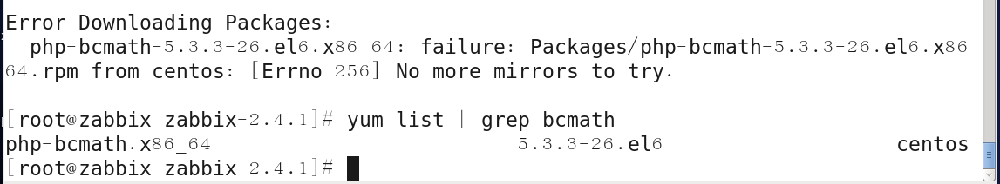 Error Downloading Packages:
  php-bcmath-5.3.3-26.el6.x86_64: failure: Packages/php-bcmath-5.3.3-26.el6.x86_
64.rpm from centos: [Errno 256] No more mirrors to try.

[root@zabbix zabbix-2.4.1]# yum list | grep bcmath
php-bcmath.x86_64                         5.3.3-26.el6                   centos
[root@zabbix zabbix-2.4.1]#